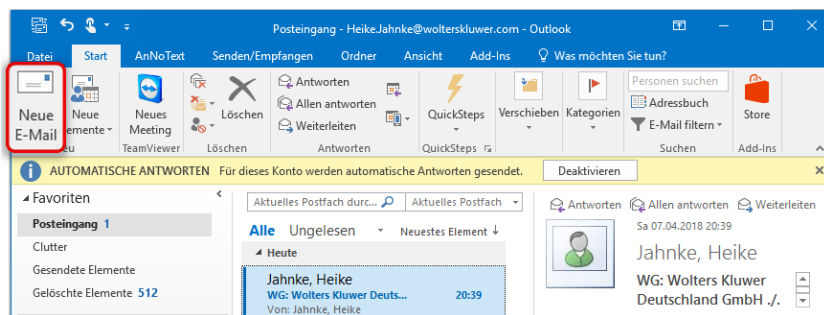 Posteingang - Heike.Jahnke@wolterskluwer.com - Outlook
Datei Start AnNoText Senden/Empfangen Ordner Ansicht Add-Ins Was möchten Sie tun?
Neue E-Mail
Neue
Neues Meeting
TeamViewer
Löschen
Löschen
Antworten
Allen antworten
Weiterleiten
Antworten
QuickSteps
QuickSteps
Verschieben
Kategorien
Personen suchen
Adressbuch
E-Mail filtern
Suchen
Store
Add-Ins
AUTOMATISCHE ANTWORTEN Für dieses Konto werden automatische Antworten gesendet. Deaktivieren
Favoriten
Posteingang 1
Clutter
Gesendete Elemente
Gelöschte Elemente 512
Aktuelles Postfach durc... Aktuelles Postfach
Alle Ungelesen Neuestes Element ↓
Heute
Jahnke, Heike
WG: Wolters Kluwer Deuts... 20:39
Von: Jahnke, Heike
Antworten Allen antworten Weiterleiten
Sa 07.04.2018 20:39
Jahnke, Heike
WG: Wolters Kluwer
Deutschland GmbH ./.